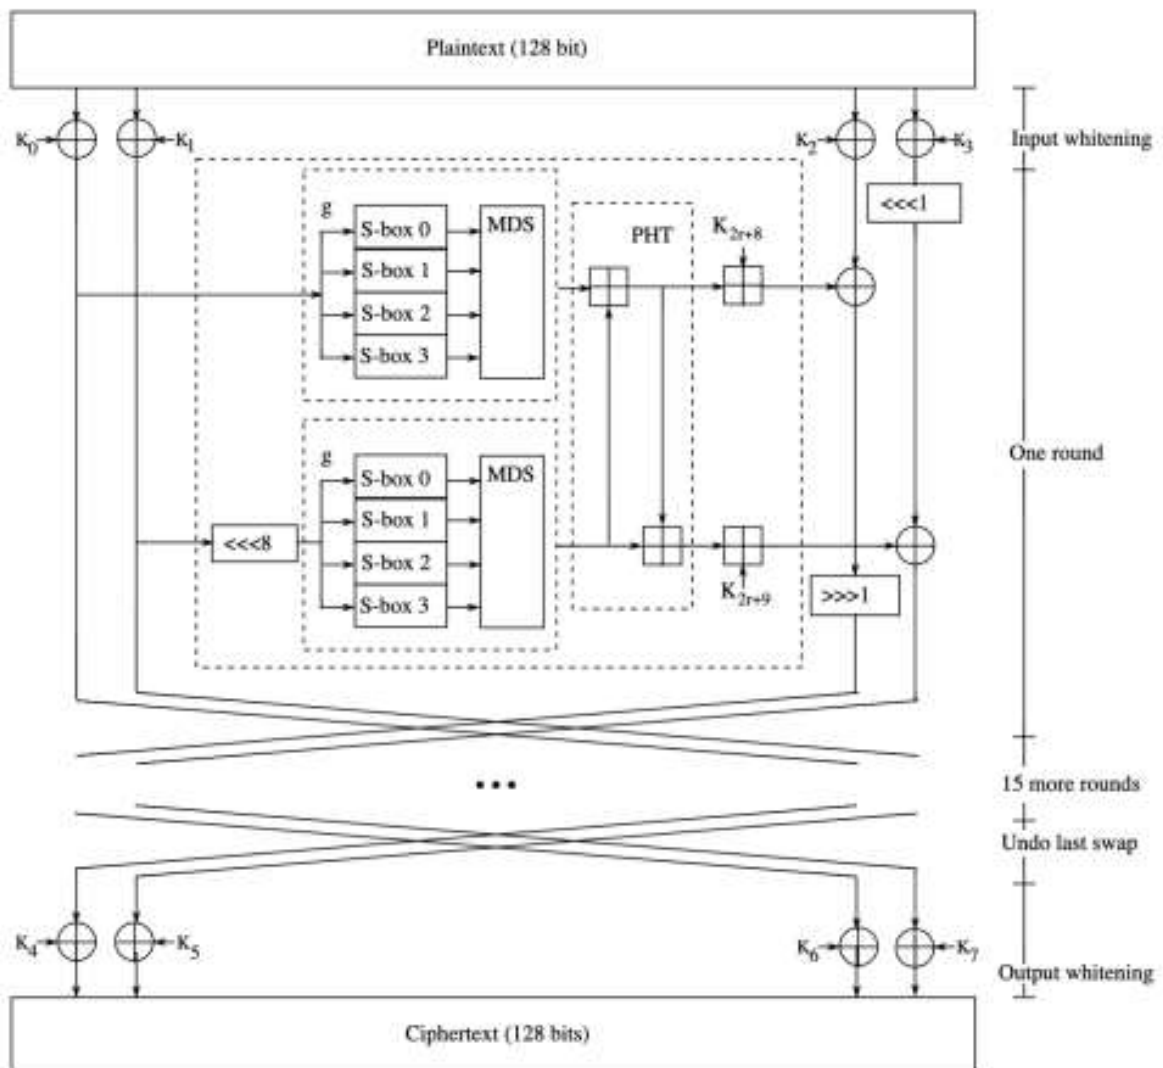 Plaintext (128 bit)
K0 K1 K2 K3 Input whitening
<<<1
g MDS PHT K2r+8
S-box 0
S-box 1
S-box 2
S-box 3
One round
g MDS
S-box 0
S-box 1
<<<8
S-box 2
S-box 3
K2r+9
>>>1
15 more rounds
Undo last swap
K4 K5 K6 K7
Output whitening
Ciphertext (128 bits)